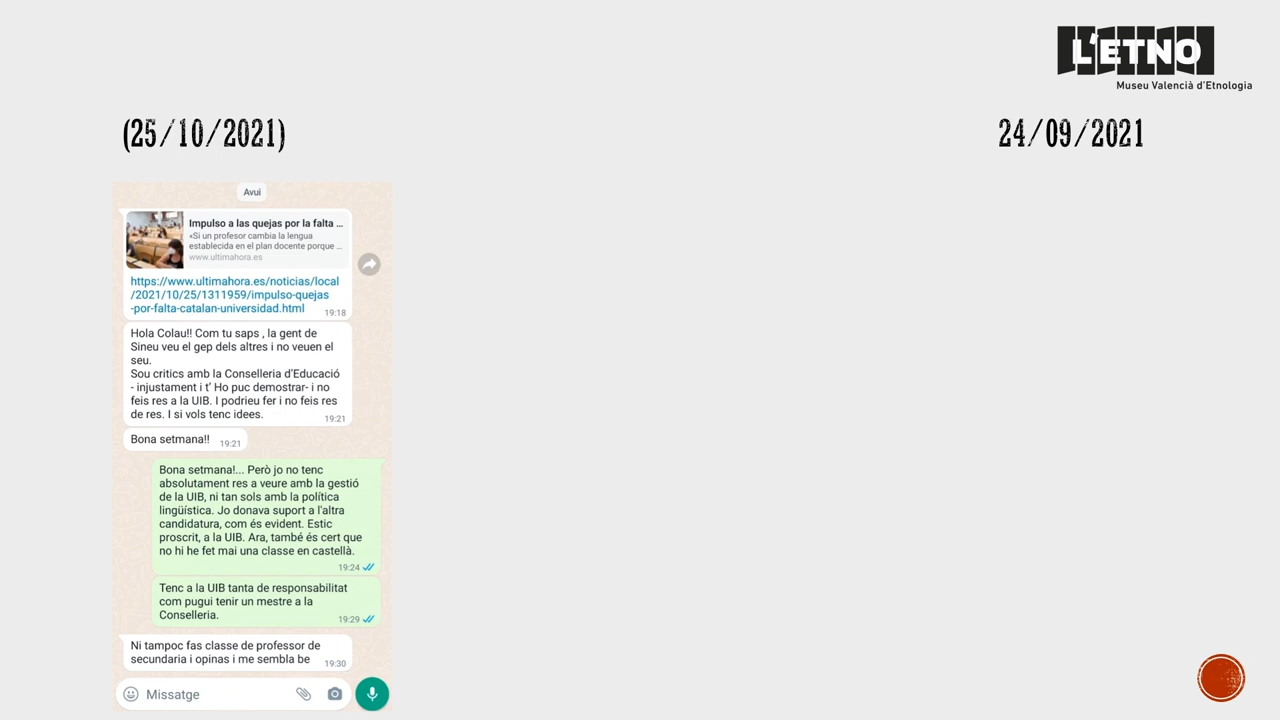 L'ETNO
Museu Valencià d'Etnologia
(25/10/2021)
24/09/2021
Avui
Impulso a las quejas por la falta ...
«Si un profesor cambia la lengua
establecida en el plan docente porque ...
www.ultimahora.es
https://www.ultimahora.es/noticias/local
/2021/10/25/1311959/impulso-quejas
-por-falta-catalan-universidad.html
19:18
Hola Colau!! Com tu saps , la gent de
Sineu veu el gep dels altres i no veuen el
seu.
Sou critics amb la Conselleria d'Educació
- injustament i t' Ho puc demostrar- i no
feis res a la UIB. I podrieu fer i no feis res
de res. I si vols tenc idees.
19:21
Bona setmana!!
19:21
Bona setmana!... Però jo no tenc
absolutament res a veure amb la gestió
de la UIB, ni tan sols amb la política
lingüística. Jo donava suport a l'altra
candidatura, com és evident. Estic
proscrit, a la UIB. Ara, també és cert que
no hi he fet mai una classe en castellà.
19:24
Tenc a la UIB tanta de responsabilitat
com pugui tenir un mestre a la
Conselleria.
19:29
Ni tampoc fas classe de professor de
secundaria i opinas i me sembla be
19:30
Missatge